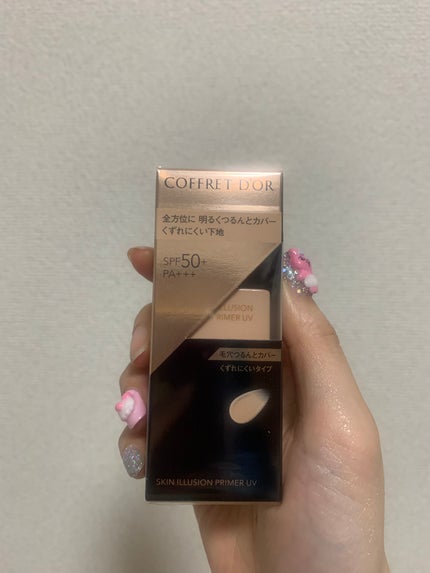 COFFRET D'OR
全方位に 明るくつるんとカバー
くずれにくい下地
SPF50+
PA+++
ILLUSION
PRIMER UV
毛穴つるんとカバー
くずれにくいタイプ
SKIN ILLUSION PRIMER UV